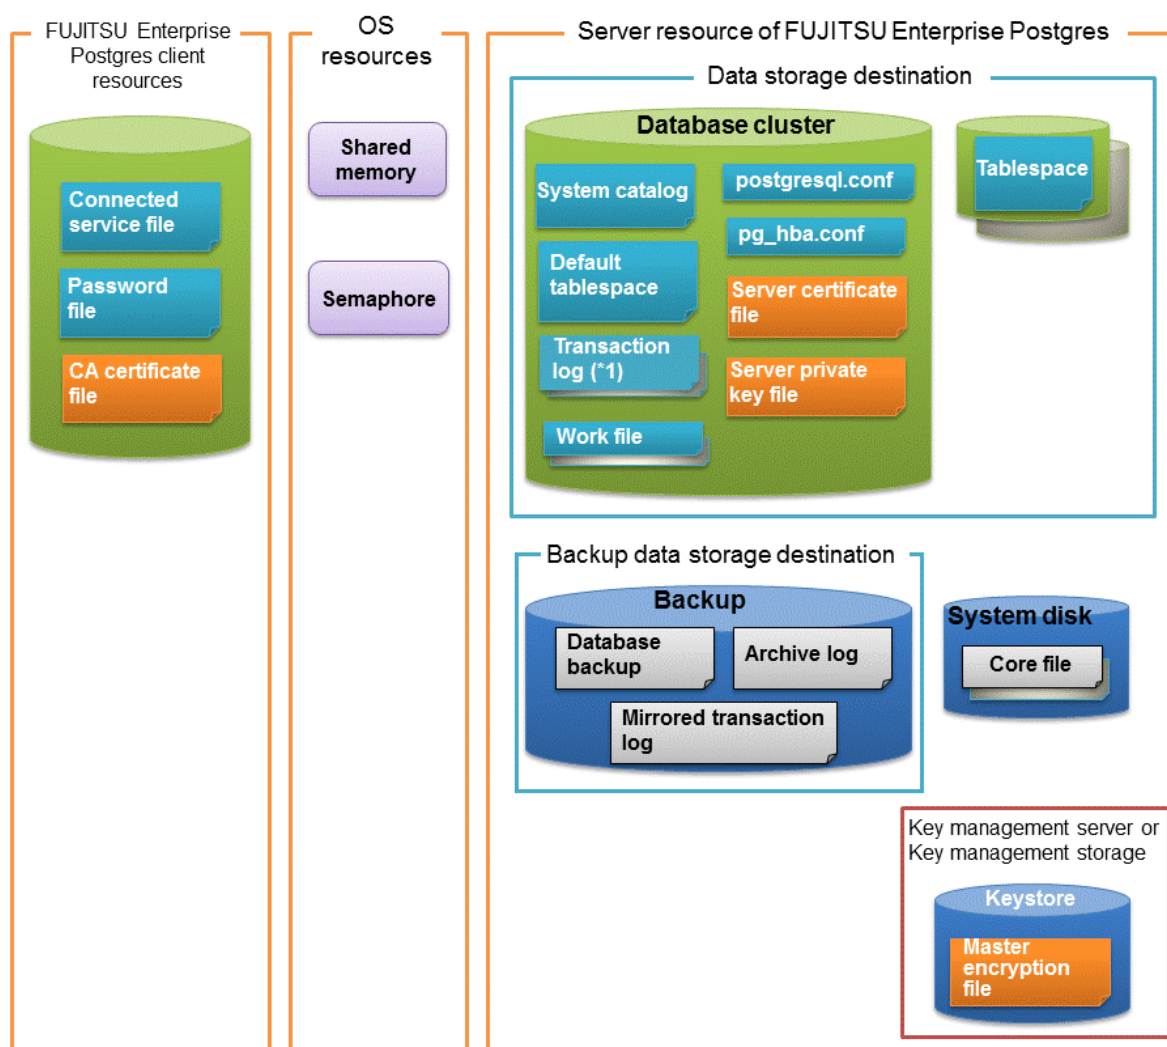 FUJITSU Enterprise
Postgres client
resources
Connected
service file
Password
file
CA certificate
file
OS
resources
Shared
memory
Semaphore
Server resource of FUJITSU Enterprise Postgres
Data storage destination
Database cluster
System catalog
Default
tablespace
Transaction
log (*1)
Work file
postgresql.conf
pg_hba.conf
Server certificate
file
Server private
key file
Tablespace
Backup data storage destination
Backup
Database
backup
Archive log
Mirrored transaction
log
System disk
Core file
Key management server or
Key management storage
Keystore
Master
encryption
file